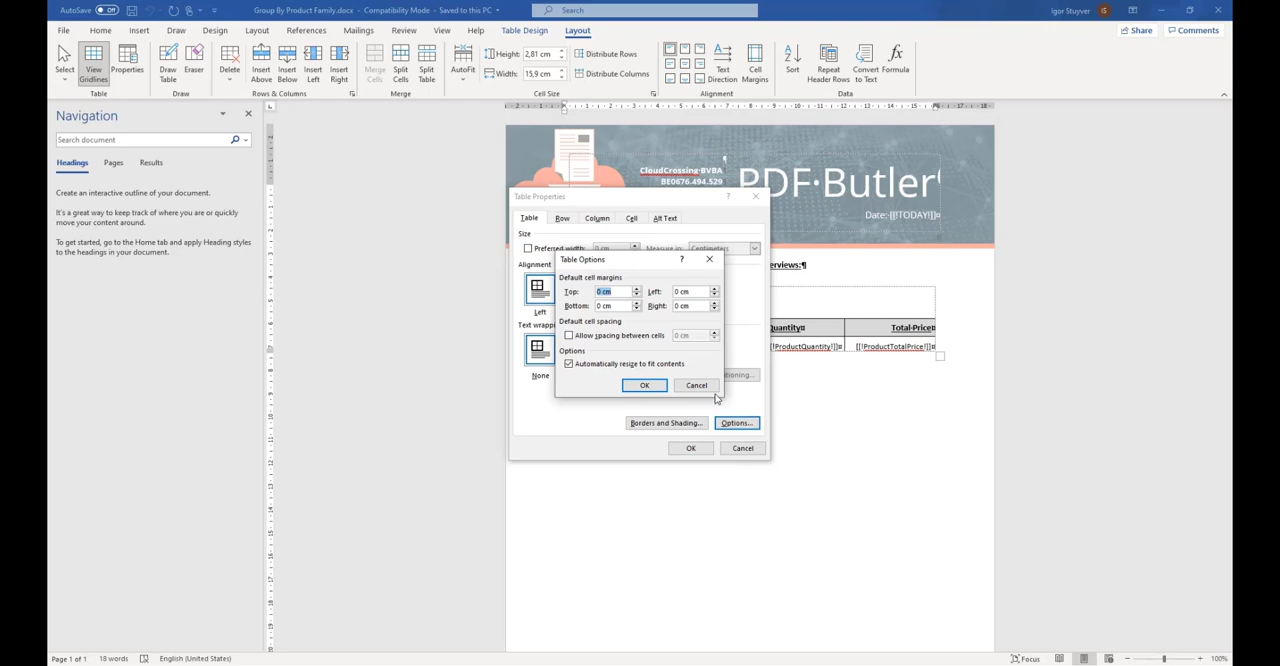 AutoSave Off
Group By Product Family.docx - Compatibility Mode - Saved to this PC
Search
Igor Stuyver IS
File Home Insert Draw Design Layout References Mailings Review View Help Table Design Layout
Share Comments
Select View Gridlines Properties Draw Table Eraser Delete Insert Above Insert Below Insert Left Insert Right Merge Cells Split Cells Split Table AutoFit
Height: 2,81 cm Distribute Rows
Width: 15,9 cm Distribute Columns
Text Direction Cell Margins Sort Repeat Header Rows Convert to Text Formula
Table Draw Rows & Columns Merge Cell Size Alignment Data
Navigation
Search document
Headings Pages Results
Create an interactive outline of your document.
It's a great way to keep track of where you are or quickly
move your content around.
To get started, go to the Home tab and apply Heading styles
to the headings in your document.
CloudCrossing BVBA
BE0676.494.529
PDF·Butler¶
Date:·[[!TODAY!]]¤
erviews:¶
uantity¤ Total·Price¤
[!ProductQuantity!]]¤ [[!ProductTotalPrice!]]¤
Table Properties
Table Row Column Cell Alt Text
Size
Preferred width: 0 cm Measure in: Centimeters
Alignment
Left
Text wrapp
None
Table Options
Default cell margins
Top: 0 cm Left: 0 cm
Bottom: 0 cm Right: 0 cm
Default cell spacing
Allow spacing between cells 0 cm
Options
Automatically resize to fit contents
OK Cancel
tioning...
Borders and Shading... Options...
OK Cancel
Page 1 of 1 18 words English (United States)
Focus 100%